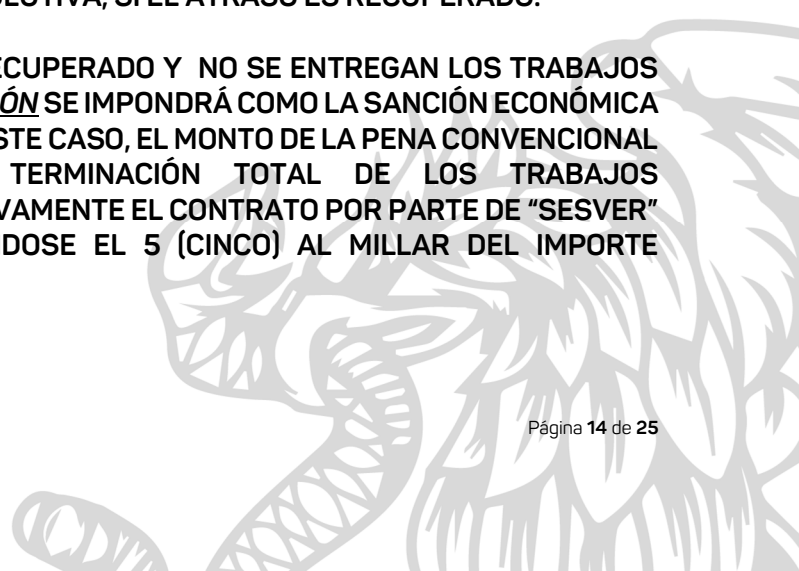 SI EL ATRASO ES RECUPERADO.
RECUPERADO Y NO SE ENTREGAN LOS TRABAJOS
SE IMPONDRÁ COMO LA SANCIÓN ECONÓMICA
ESTE CASO, EL MONTO DE LA PENA CONVENCIONAL
TERMINACIÓN TOTAL DE LOS TRABAJOS
EL CONTRATO POR PARTE DE “SESVER”
EL 5 (CINCO) AL MILLAR DEL IMPORTE
Página 14 de 25